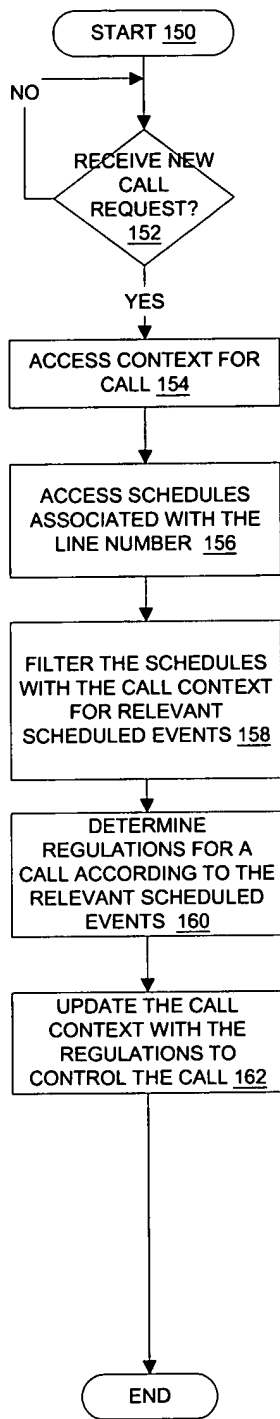 START 150
NO
RECEIVE NEW
CALL
REQUEST?
152
YES
ACCESS CONTEXT FOR
CALL 154
ACCESS SCHEDULES
ASSOCIATED WITH THE
LINE NUMBER 156
FILTER THE SCHEDULES
WITH THE CALL CONTEXT
FOR RELEVANT
SCHEDULED EVENTS 158
DETERMINE
REGULATIONS FOR A
CALL ACCORDING TO THE
RELEVANT SCHEDULED
EVENTS 160
UPDATE THE CALL
CONTEXT WITH THE
REGULATIONS TO
CONTROL THE CALL 162
END